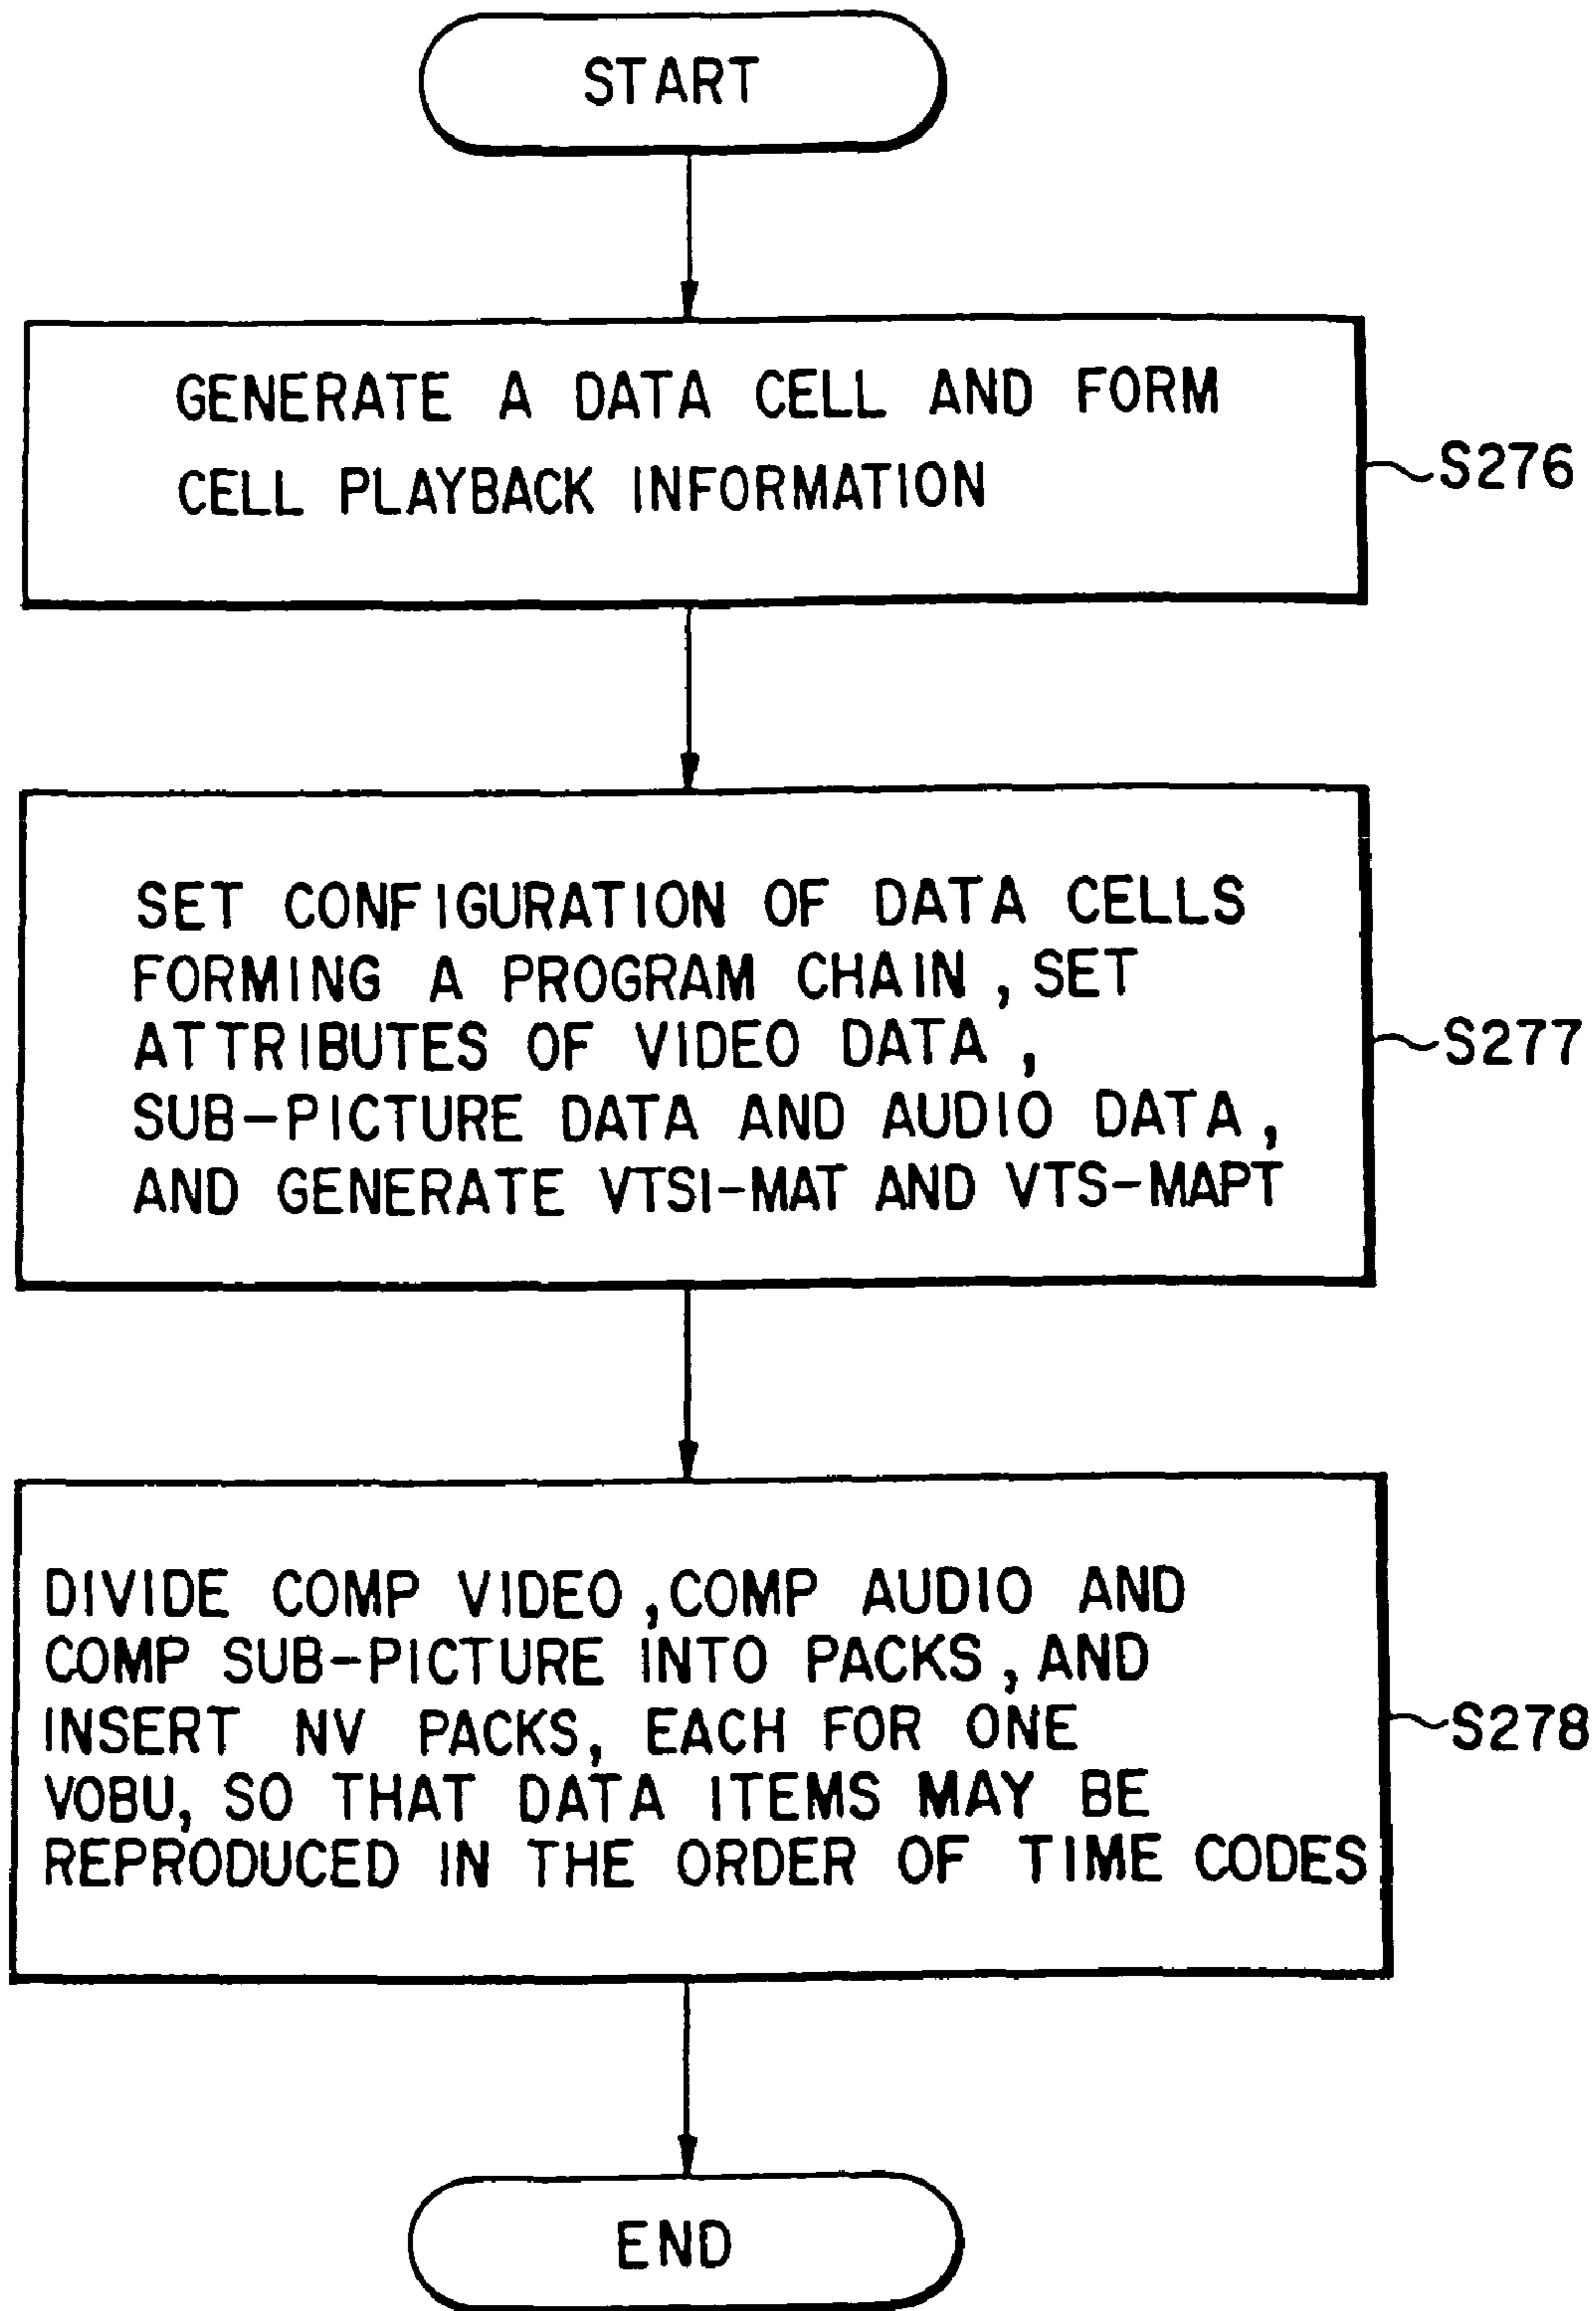 START
GENERATE A DATA CELL AND FORM
CELL PLAYBACK INFORMATION
S276
SET CONFIGURATION OF DATA CELLS
FORMING A PROGRAM CHAIN, SET
ATTRIBUTES OF VIDEO DATA,
SUB-PICTURE DATA AND AUDIO DATA,
AND GENERATE VTSI-MAT AND VTS-MAPT
S277
DIVIDE COMP VIDEO, COMP AUDIO AND
COMP SUB-PICTURE INTO PACKS, AND
INSERT NV PACKS, EACH FOR ONE
VOBU, SO THAT DATA ITEMS MAY BE
REPRODUCED IN THE ORDER OF TIME CODES
S278
END